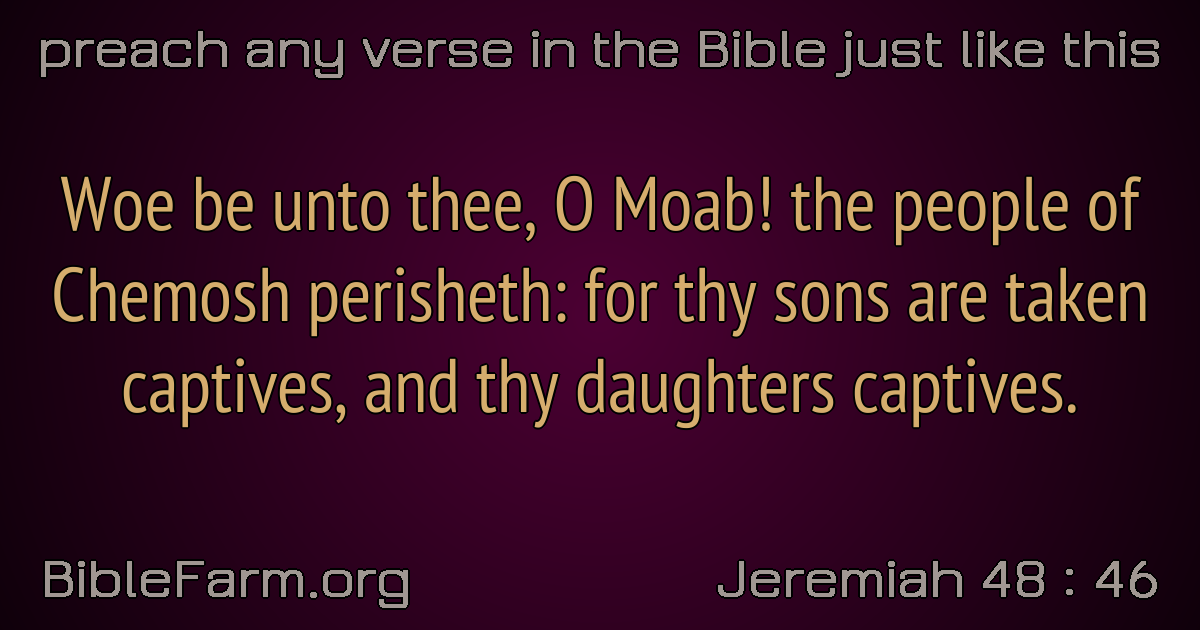 preach any verse in the Bible just like this
Woe be unto thee, O Moab! the people of
Chemosh perisheth: for thy sons are taken
captives, and thy daughters captives.
BibleFarm.org
Jeremiah 48 : 46